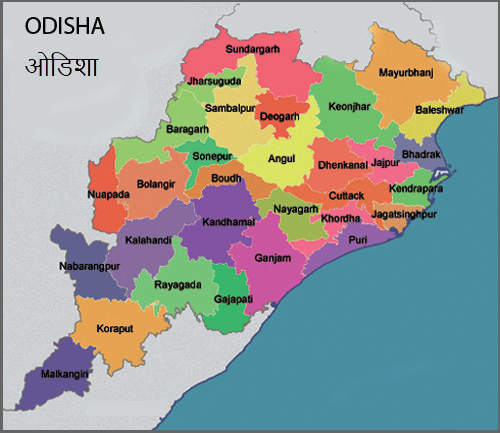 ODISHA
ओडिशा
Sundargarh
Mayurbhanj
Jharsuguda
Sambalpur
Deogarh
Keonjhar
Baleshwar
Baragarh
Sonepur
Angul
Dhenkanal
Jajpur
Bhadrak
Nuapada
Bolangir
Boudh
Kendrapara
Cuttack
Nayagarh
Khordha
Jagatsinghpur
Kandhamal
Kalahandi
Puri
Ganjam
Nabarangpur
Rayagada
Gajapati
Koraput
Malkangiri